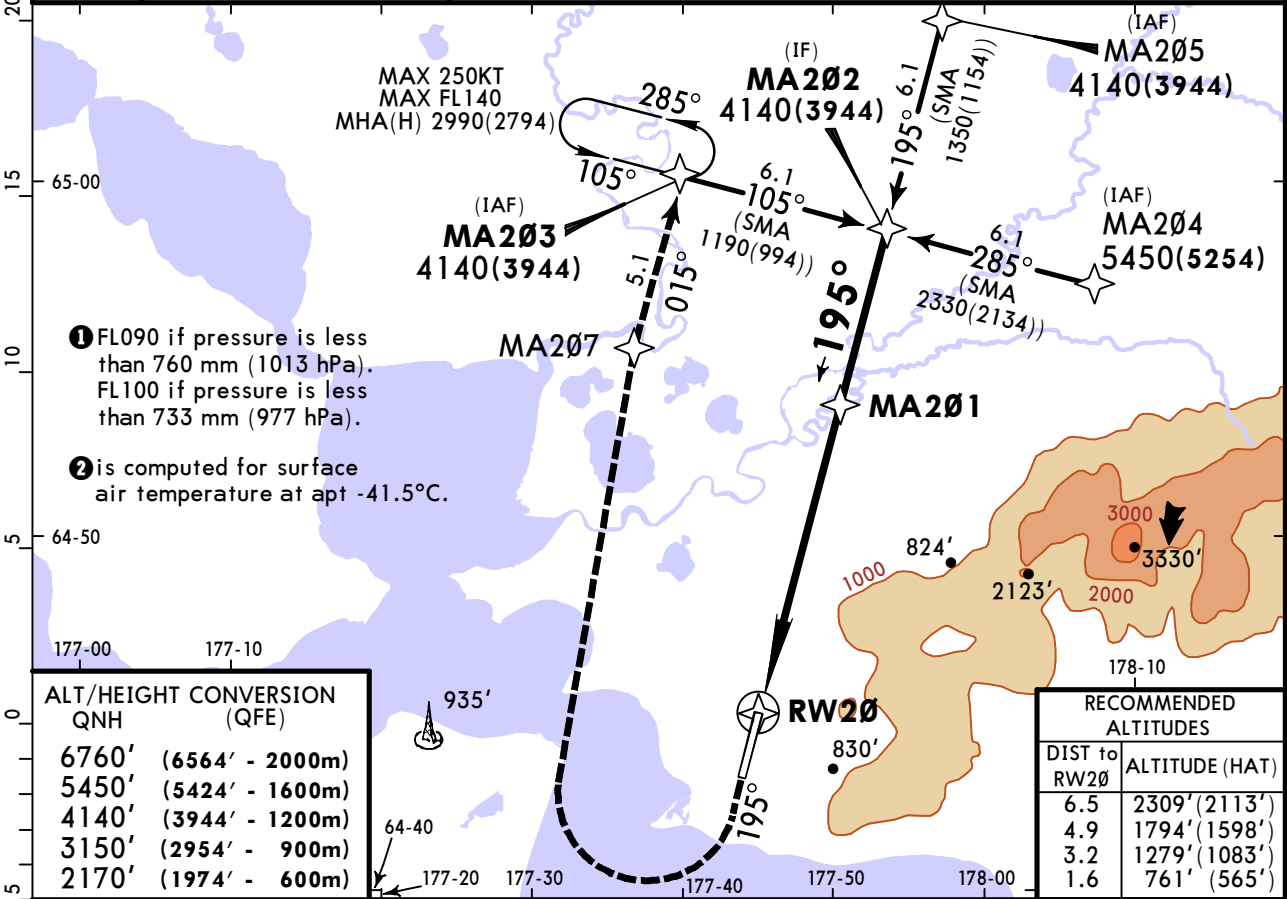 20
(IAF)
MA2Ø5
4140(3944)
(IF)
MA2Ø2
4140(3944)
195° 6.1
(SMA
1350(1154))
MAX 250KT
MAX FL140
MHA(H) 2990(2794)
285°
105°
15
65-00
6.1
105°
(SMA
1190(994))
(IAF)
MA2Ø3
4140(3944)
(IAF)
MA2Ø4
5450(5254)
6.1
285°
(SMA
2330(2134))
5.1
015°
195°
MA2Ø7
MA2Ø1
10
❶ FL090 if pressure is less
than 760 mm (1013 hPa).
FL100 if pressure is less
than 733 mm (977 hPa).
❷ is computed for surface
air temperature at apt -41.5°C.
5
64-50
3000
3330'
824'
2123'
1000
2000
177-00
177-10
178-10
0
935'
RW2Ø
830'
195°
ALT/HEIGHT CONVERSION
QNH (QFE)
6760' (6564' - 2000m)
5450' (5424' - 1600m)
4140' (3944' - 1200m)
3150' (2954' - 900m)
2170' (1974' - 600m)
RECOMMENDED
ALTITUDES
DIST to RW2Ø ALTITUDE (HAT)
6.5 2309'(2113')
4.9 1794'(1598')
3.2 1279'(1083')
1.6 761' (565')
64-40
5
177-20
177-30
177-40
177-50
178-00